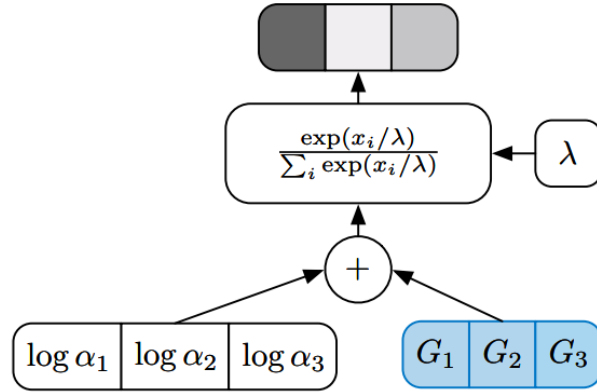 exp(x_i/λ)
∑_i exp(x_i/λ)
λ
+
log α_1 log α_2 log α_3
G_1 G_2 G_3